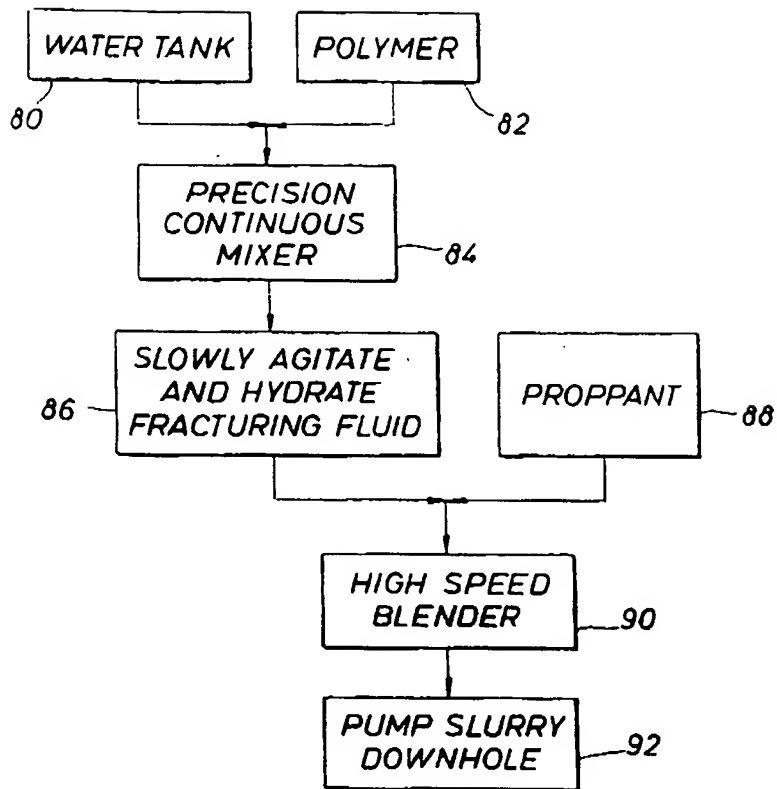 WATER TANK
POLYMER
80
82
PRECISION
CONTINUOUS
MIXER
84
SLOWLY AGITATE
AND HYDRATE
FRACTURING FLUID
86
PROPPANT
88
HIGH SPEED
BLENDER
90
PUMP SLURRY
DOWNHOLE
92